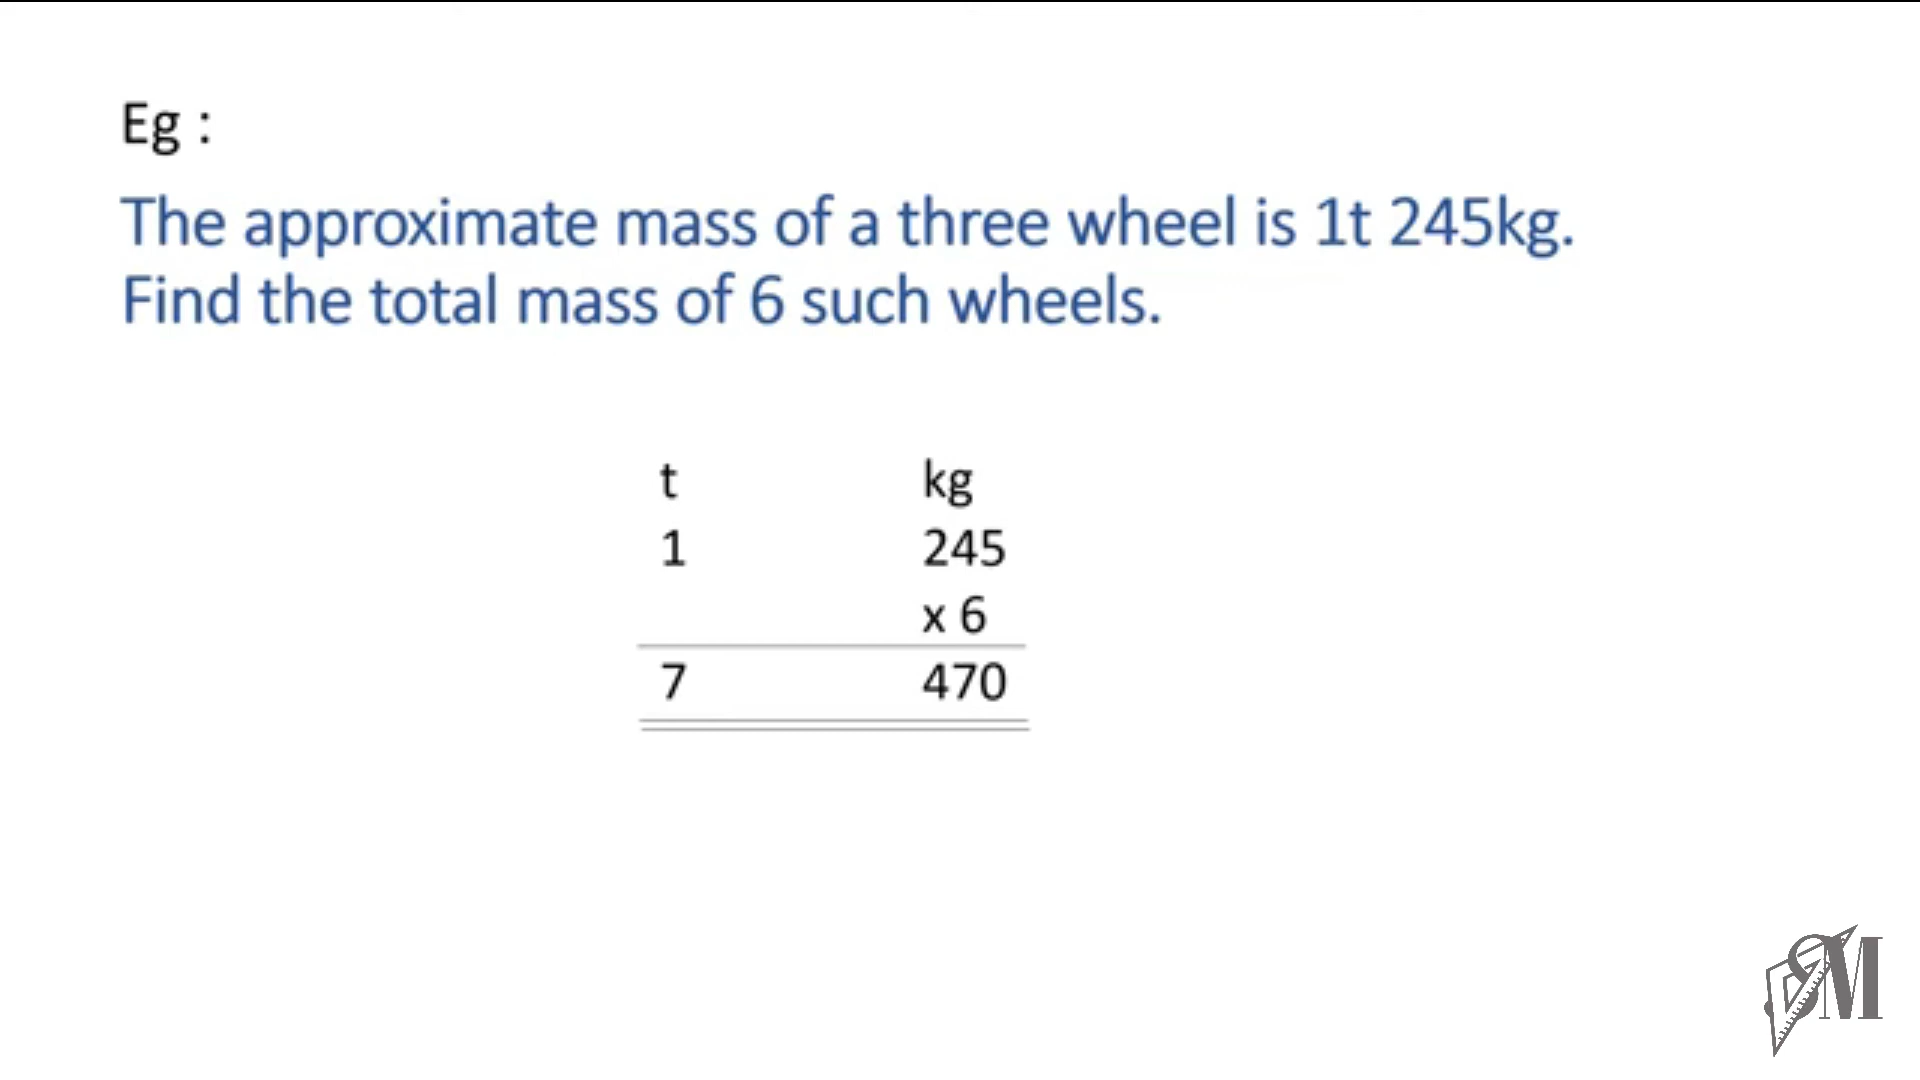 Eg :
The approximate mass of a three wheel is 1t 245kg.
Find the total mass of 6 such wheels.
t kg
1 245
x 6
7 470
SM